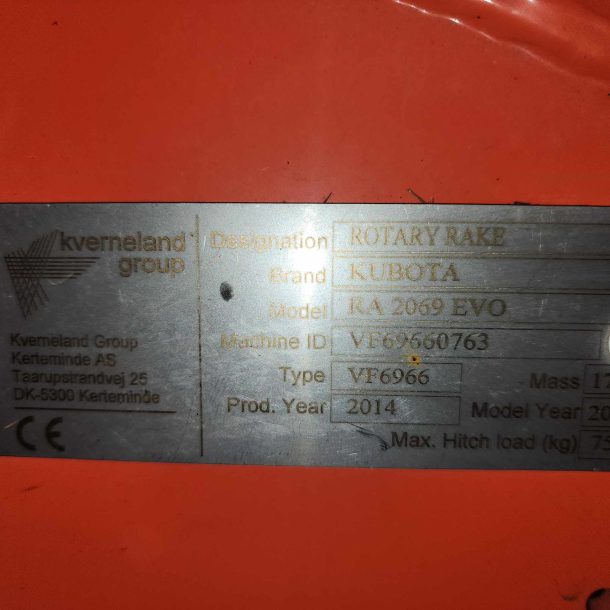 kverneland
group
Kverneland Group
Kerteminde AS
Taarupstrandvej 25
DK-5300 Kerteminde
CE
Designation ROTARY RAKE
Brand KUBOTA
Model RA 2069 EVO
Machine ID VF69660763
Type VF6966 Mass
Prod. Year 2014 Model Year 20
Max. Hitch load (kg)